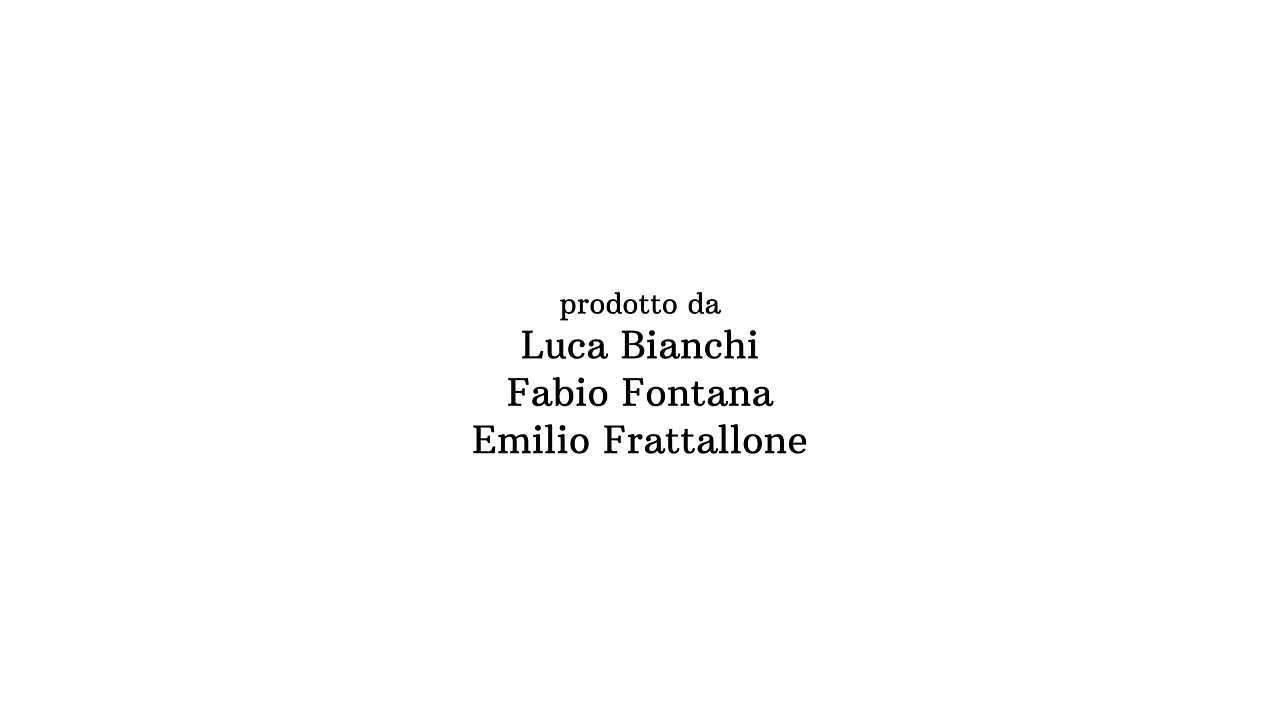 prodotto da
Luca Bianchi
Fabio Fontana
Emilio Frattallone